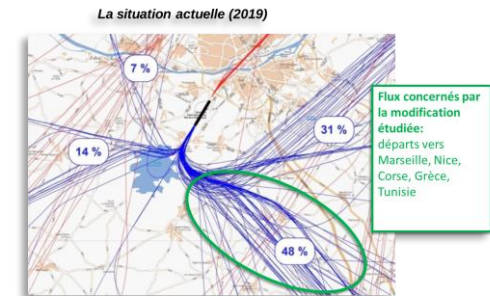 La situation actuelle (2019)
7 %
14 %
31 %
48 %
Flux concernés par
la modification
étudiée:
départs vers
Marseille, Nice,
Corse, Grèce,
Tunisie